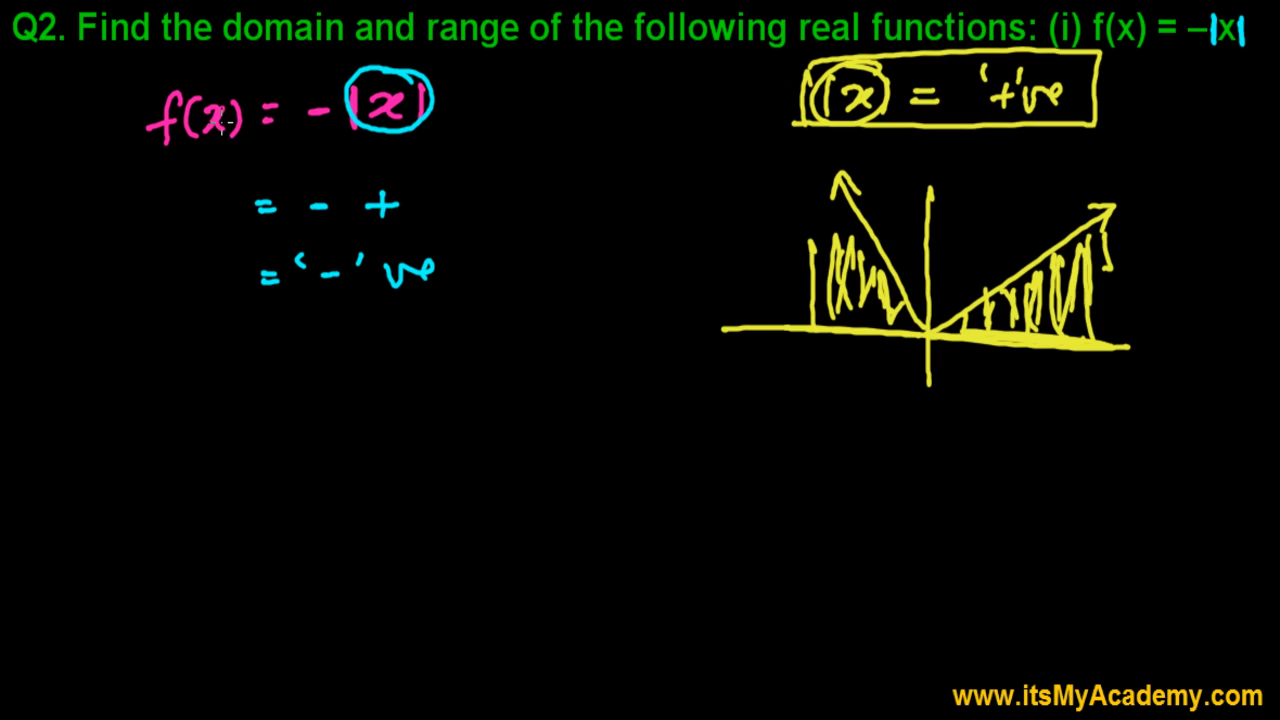 Q2. Find the domain and range of the following real functions: (i) f(x) = –|x|
f(x) = - |x|
= - +
= '-' ve
|x| = '+'ve
www.itsMyAcademy.com